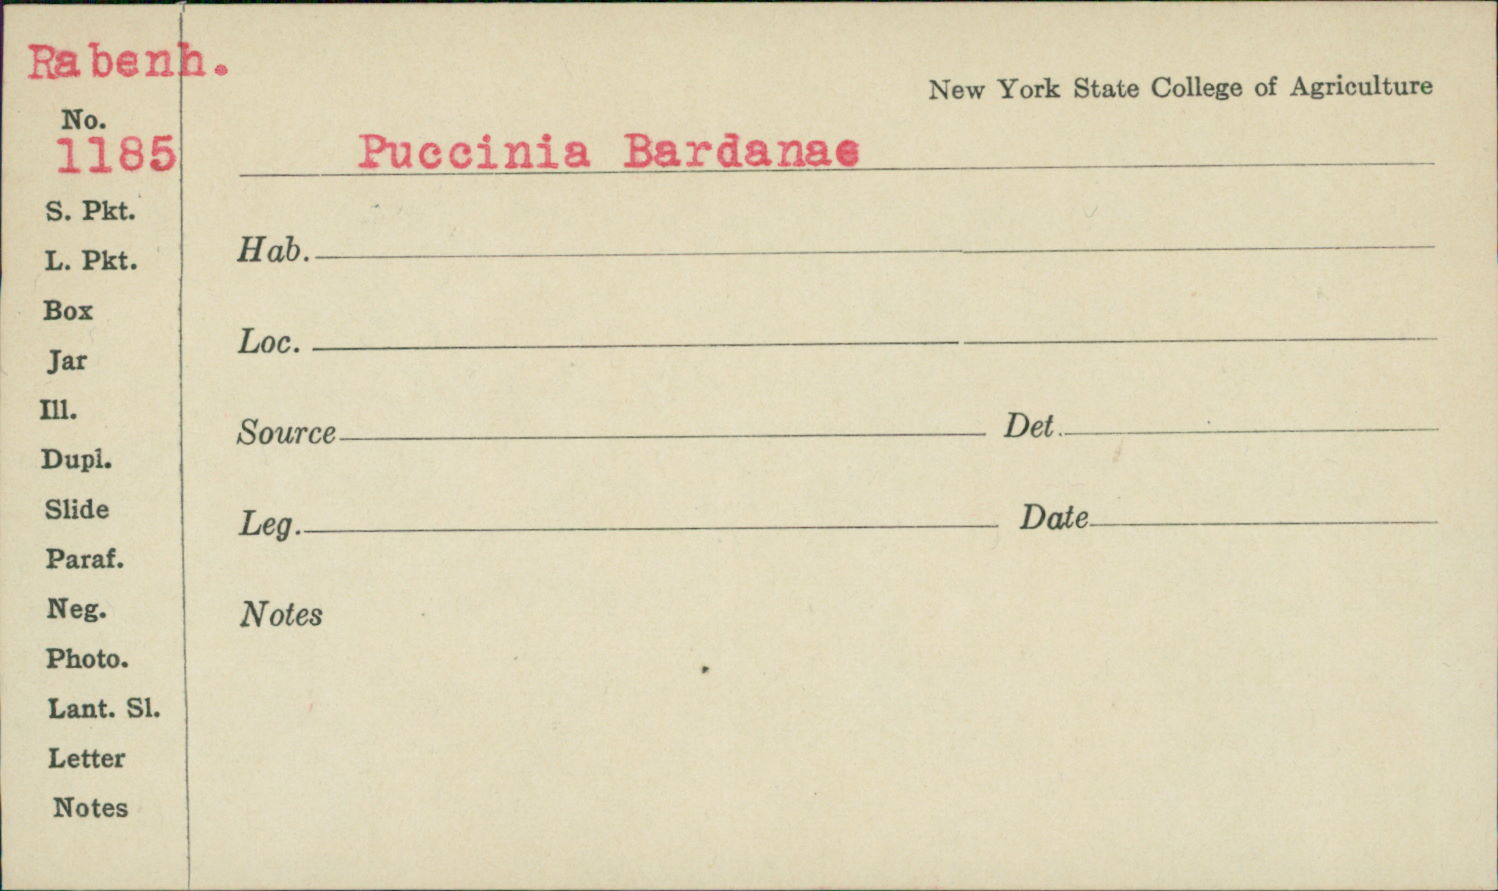 Rabenh.
New York State College of Agriculture
No.
1185
Puccinia Bardanae
S. Pkt.
L. Pkt.
Box
Jar
Ill.
Dupl.
Slide
Paraf.
Neg.
Photo.
Lant. Sl.
Letter
Notes
Hab.
Loc.
Source Det.
Leg. Date
Notes